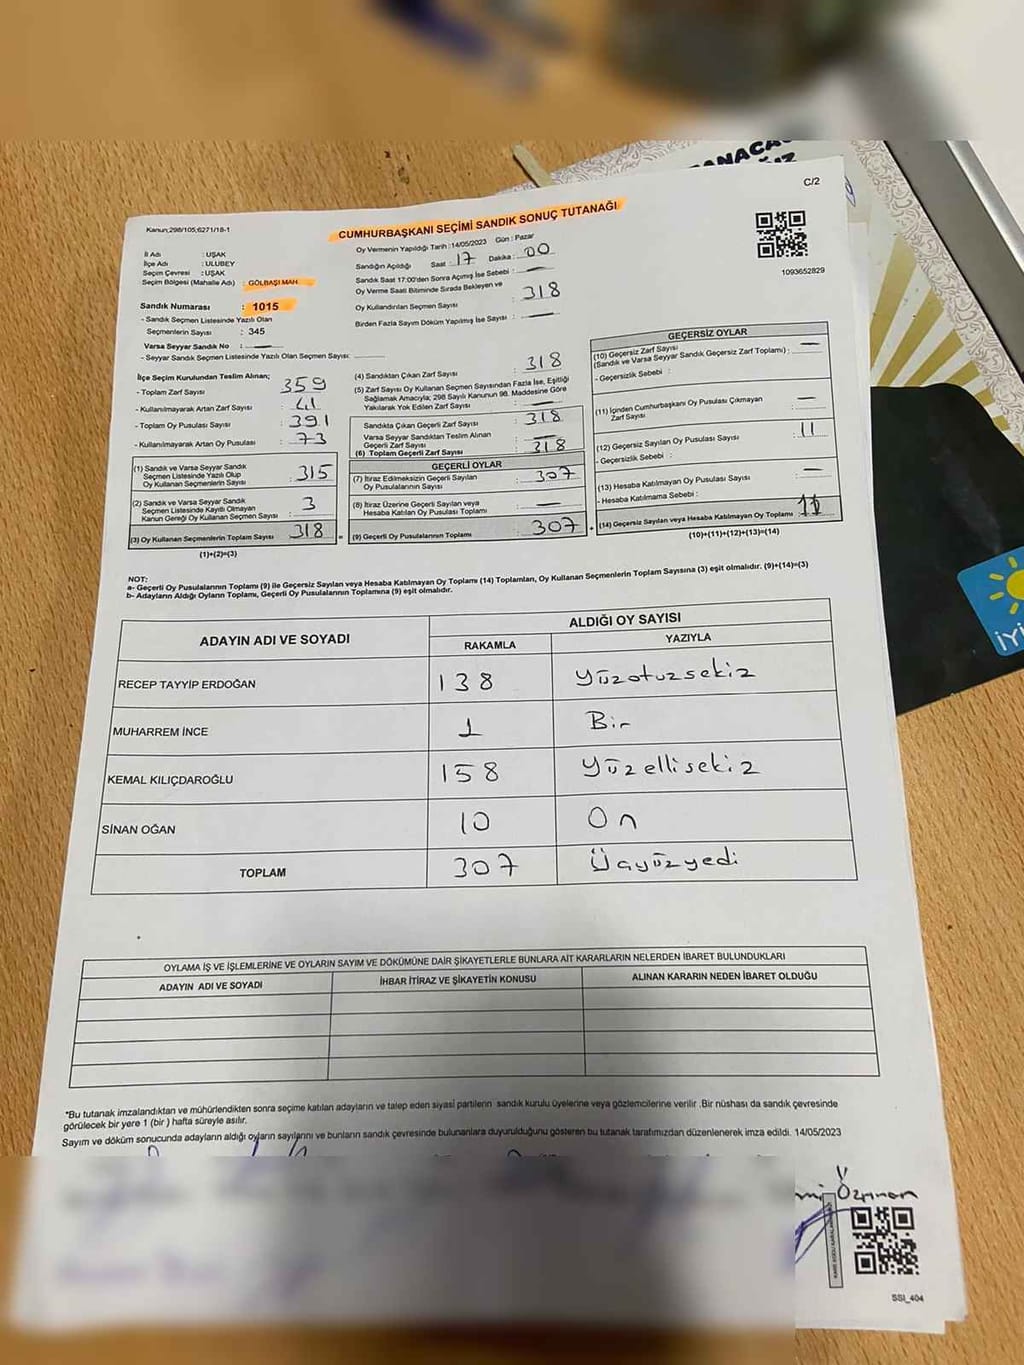 ANACA
C/2
Kanun;298/105;6271/18-1
CUMHURBAŞKANI SEÇİMİ SANDIK SONUÇ TUTANAĞI
1093652829
İl Adı : UŞAK
İlçe Adı : ULUBEY
Seçim Çevresi : UŞAK
Seçim Bölgesi (Mahalle Adı) : GÖLBAŞI MAH.
Sandık Numarası : 1015
- Sandık Seçmen Listesinde Yazılı Olan
Seçmenlerin Sayısı : 345
Varsa Seyyar Sandık No :
- Seyyar Sandık Seçmen Listesinde Yazılı Olan Seçmen Sayısı:
Oy Vermenin Yapıldığı Tarih :14/05/2023 Gün : Pazar
Sandığın Açıldığı Saat : 17 Dakika : 00
Sandık Saat 17:00'den Sonra Açımış İse Sebebi : —
Oy Verme Saati Bitiminde Sırada Bekleyen ve
Oy Kullandırılan Seçmen Sayısı : 318
Birden Fazla Sayım Döküm Yapılmış İse Sayısı : —
İlçe Seçim Kurulundan Teslim Alınan;
- Toplam Zarf Sayısı : 359
- Kullanılmayarak Artan Zarf Sayısı : 41
- Toplam Oy Pusulası Sayısı : 391
- Kullanılmayarak Artan Oy Pusulası : 73
(1) Sandık ve Varsa Seyyar Sandık
Seçmen Listesinde Yazılı Olup
Oy Kullanan Seçmenlerin Sayısı : 315
(2) Sandık ve Varsa Seyyar Sandık
Seçmen Listesinde Kayıtlı Olmayan
Kanun Gereği Oy Kullanan Seçmen Sayısı : 3
(3) Oy Kullanan Seçmenlerin Toplam Sayısı 318
(1)+(2)=(3)
(4) Sandıktan Çıkan Zarf Sayısı : 318
(5) Zarf Sayısı Oy Kullanan Seçmen Sayısından Fazla İse, Eşitliği
Sağlamak Amacıyla; 298 Sayılı Kanunun 98. Maddesine Göre
Yakılarak Yok Edilen Zarf Sayısı : —
Sandıkta Çıkan Geçerli Zarf Sayısı : 318
Varsa Seyyar Sandıktan Teslim Alınan
Geçerli Zarf Sayısı : —
(6) Toplam Geçerli Zarf Sayısı : 318
GEÇERLİ OYLAR
(7) İtiraz Edilmeksizin Geçerli Sayılan
Oy Pusulalarının Sayısı : 307
(8) İtiraz Üzerine Geçerli Sayılan veya
Hesaba Katılan Oy Pusulası Toplamı : —
= (9) Geçerli Oy Pusulalarının Toplamı : 307 +
GEÇERSİZ OYLAR
(10) Geçersiz Zarf Sayısı
(Sandık ve Varsa Seyyar Sandık Geçersiz Zarf Toplamı) : —
- Geçersizlik Sebebi :
(11) İçinden Cumhurbaşkanı Oy Pusulası Çıkmayan
Zarf Sayısı : —
(12) Geçersiz Sayılan Oy Pusulası Sayısı : 11
- Geçersizlik Sebebi :
(13) Hesaba Katılmayan Oy Pusulası Sayısı : —
- Hesaba Katılmama Sebebi :
(14) Geçersiz Sayılan veya Hesaba Katılmayan Oy Toplamı 11
(10)+(11)+(12)+(13)=(14)
NOT:
a- Geçerli Oy Pusulalarının Toplamı (9) ile Geçersiz Sayılan veya Hesaba Katılmayan Oy Toplamı (14) Toplamları, Oy Kullanan Seçmenlerin Toplam Sayısına (3) eşit olmalıdır. (9)+(14)=(3)
b- Adayların Aldığı Oyların Toplamı, Geçerli Oy Pusulalarının Toplamına (9) eşit olmalıdır.
ADAYIN ADI VE SOYADI
ALDIĞI OY SAYISI
RAKAMLA YAZIYLA
RECEP TAYYİP ERDOĞAN 138 Yüzotuzsekiz
MUHARREM İNCE 1 Bir
KEMAL KILIÇDAROĞLU 158 Yüzellisekiz
SİNAN OĞAN 10 On
TOPLAM 307 Üçyüzyedi
İYİ
OYLAMA İŞ VE İŞLEMLERİNE VE OYLARIN SAYIM VE DÖKÜMÜNE DAİR ŞİKAYETLERLE BUNLARA AİT KARARLARIN NELERDEN İBARET BULUNDUKLARI
ADAYIN ADI VE SOYADI İHBAR İTİRAZ VE ŞİKAYETİN KONUSU ALINAN KARARIN NEDEN İBARET OLDUĞU
*Bu tutanak imzalandıktan ve mühürlendikten sonra seçime katılan adayların ve talep eden siyasî partilerin sandık kurulu üyelerine veya gözlemcilerine verilir .Bir nüshası da sandık çevresinde
görülecek bir yere 1 (bir ) hafta süreyle asılır.
Sayım ve döküm sonucunda adayların aldığı oyların sayılarını ve bunların sandık çevresinde bulunanlara duyurulduğunu gösteren bu tutanak tarafımızdan düzenlenerek imza edildi. 14/05/2023
SSI_404